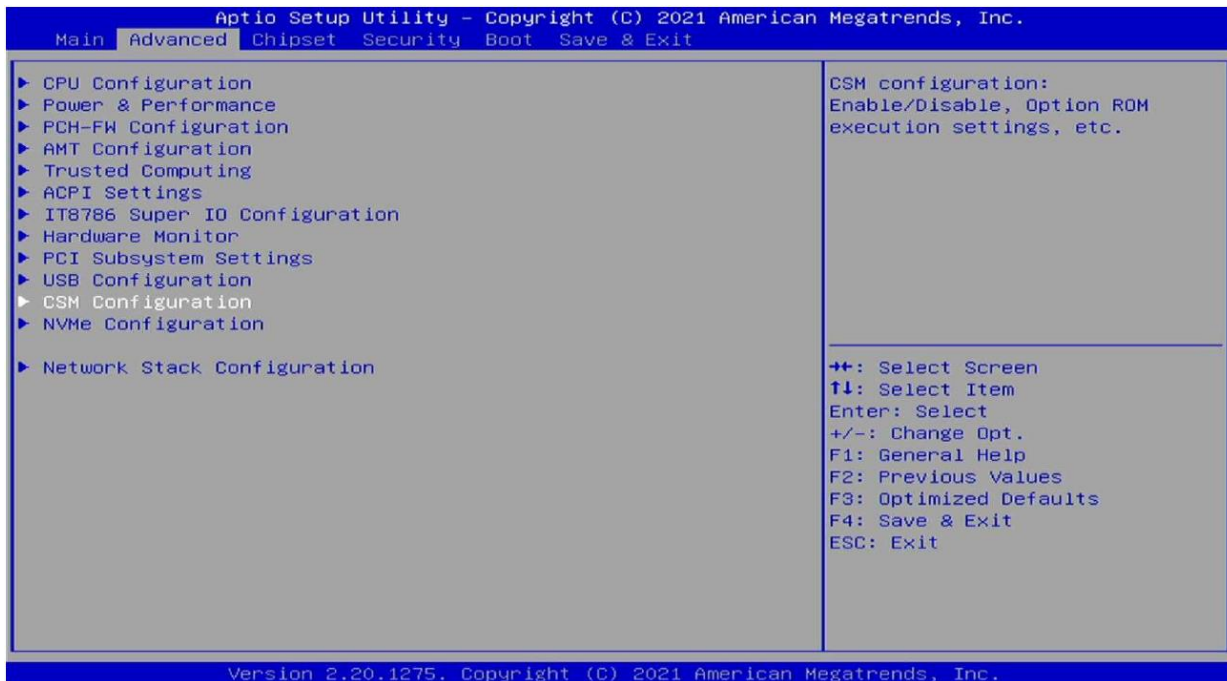 Aptio Setup Utility – Copyright (C) 2021 American Megatrends, Inc.
Main Advanced Chipset Security Boot Save & Exit
► CPU Configuration
► Power & Performance
► PCH-FW Configuration
► AMT Configuration
► Trusted Computing
► ACPI Settings
► IT8786 Super IO Configuration
► Hardware Monitor
► PCI Subsystem Settings
► USB Configuration
► CSM Configuration
► NVMe Configuration
► Network Stack Configuration
CSM configuration:
Enable/Disable, Option ROM
execution settings, etc.
→←: Select Screen
↑↓: Select Item
Enter: Select
+/-: Change Opt.
F1: General Help
F2: Previous Values
F3: Optimized Defaults
F4: Save & Exit
ESC: Exit
Version 2.20.1275. Copyright (C) 2021 American Megatrends, Inc.